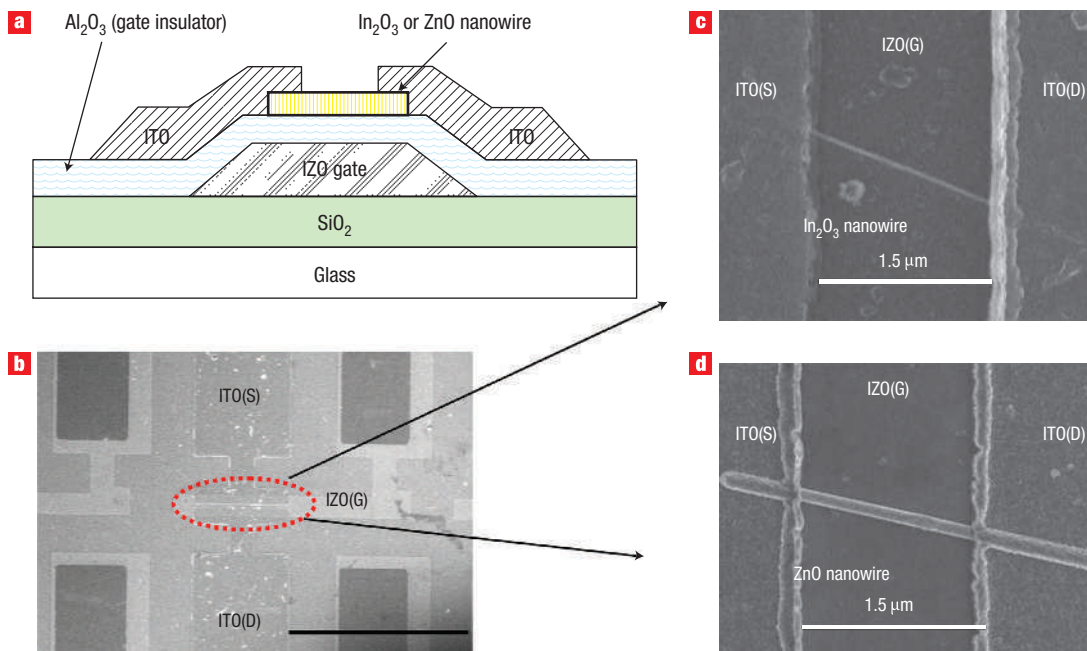 a
Al₂O₃ (gate insulator)
In₂O₃ or ZnO nanowire
ITO
ITO
IZO gate
SiO₂
Glass
b
ITO(S)
IZO(G)
ITO(D)
c
IZO(G)
ITO(S)
ITO(D)
In₂O₃ nanowire
1.5 μm
d
IZO(G)
ITO(S)
ITO(D)
ZnO nanowire
1.5 μm